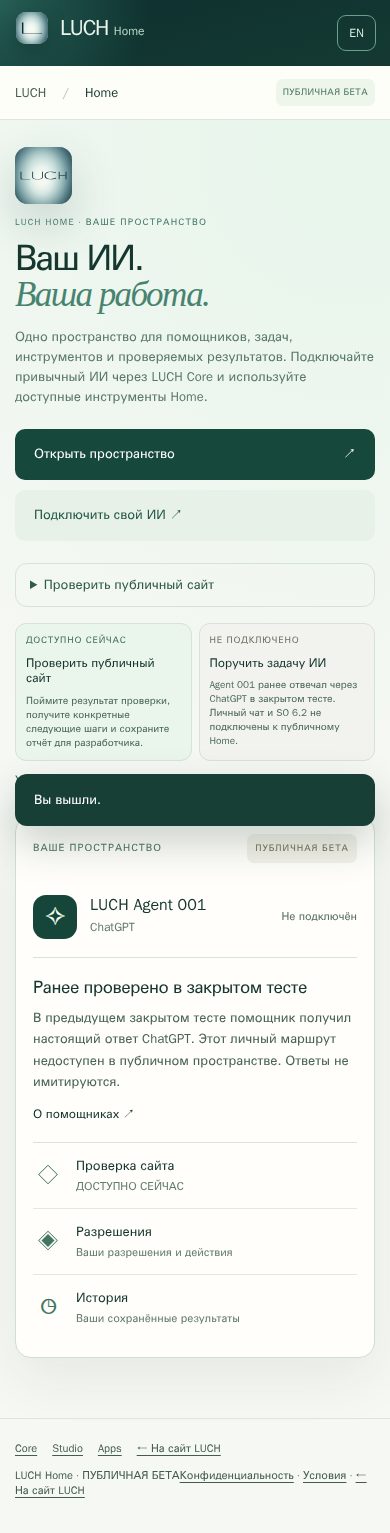 LUCH Home
EN
LUCH / Home
ПУБЛИЧНАЯ БЕТА
LUCH
LUCH HOME · ВАШЕ ПРОСТРАНСТВО
Ваш ИИ.
Ваша работа.
Одно пространство для помощников, задач,
инструментов и проверяемых результатов. Подключайте
привычный ИИ через LUCH Core и используйте
доступные инструменты Home.
Открыть пространство ↗
Подключить свой ИИ ↗
▶ Проверить публичный сайт
ДОСТУПНО СЕЙЧАС
Проверить публичный
сайт
Поймите результат проверки,
получите конкретные
следующие шаги и сохраните
отчёт для разработчика.
НЕ ПОДКЛЮЧЕНО
Поручить задачу ИИ
Agent 001 ранее отвечал через
ChatGPT в закрытом тесте.
Личный чат и SO 6.2 не
подключены к публичному
Home.
Вы вышли.
ВАШЕ ПРОСТРАНСТВО
ПУБЛИЧНАЯ БЕТА
LUCH Agent 001
ChatGPT
Не подключён
Ранее проверено в закрытом тесте
В предыдущем закрытом тесте помощник получил
настоящий ответ ChatGPT. Этот личный маршрут
недоступен в публичном пространстве. Ответы не
имитируются.
О помощниках ↗
Проверка сайта
ДОСТУПНО СЕЙЧАС
Разрешения
Ваши разрешения и действия
История
Ваши сохранённые результаты
Core Studio Apps ← На сайт LUCH
LUCH Home · ПУБЛИЧНАЯ БЕТАКонфиденциальность · Условия · ←
На сайт LUCH